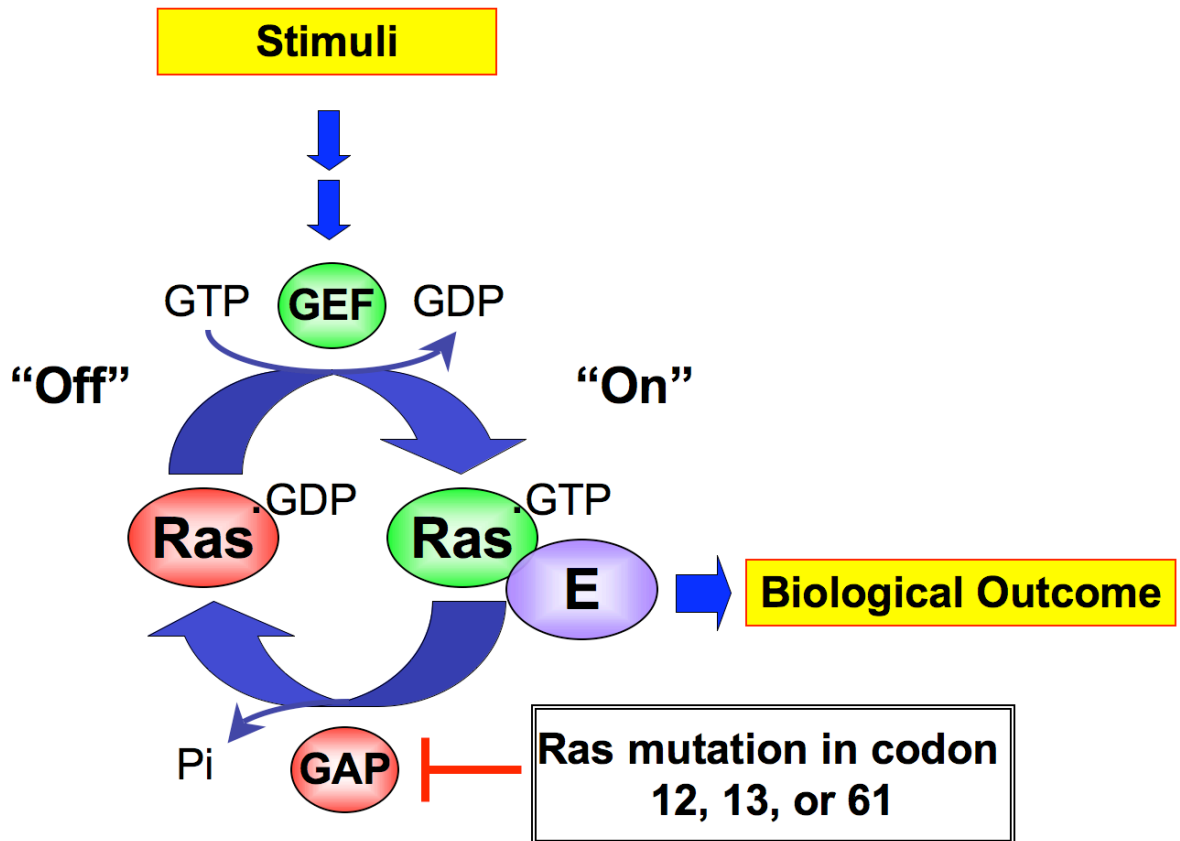 Stimuli
GTP
GEF
GDP
“Off”
“On”
Ras
.GDP
Ras
.GTP
E
Biological Outcome
Pi
GAP
Ras mutation in codon
12, 13, or 61